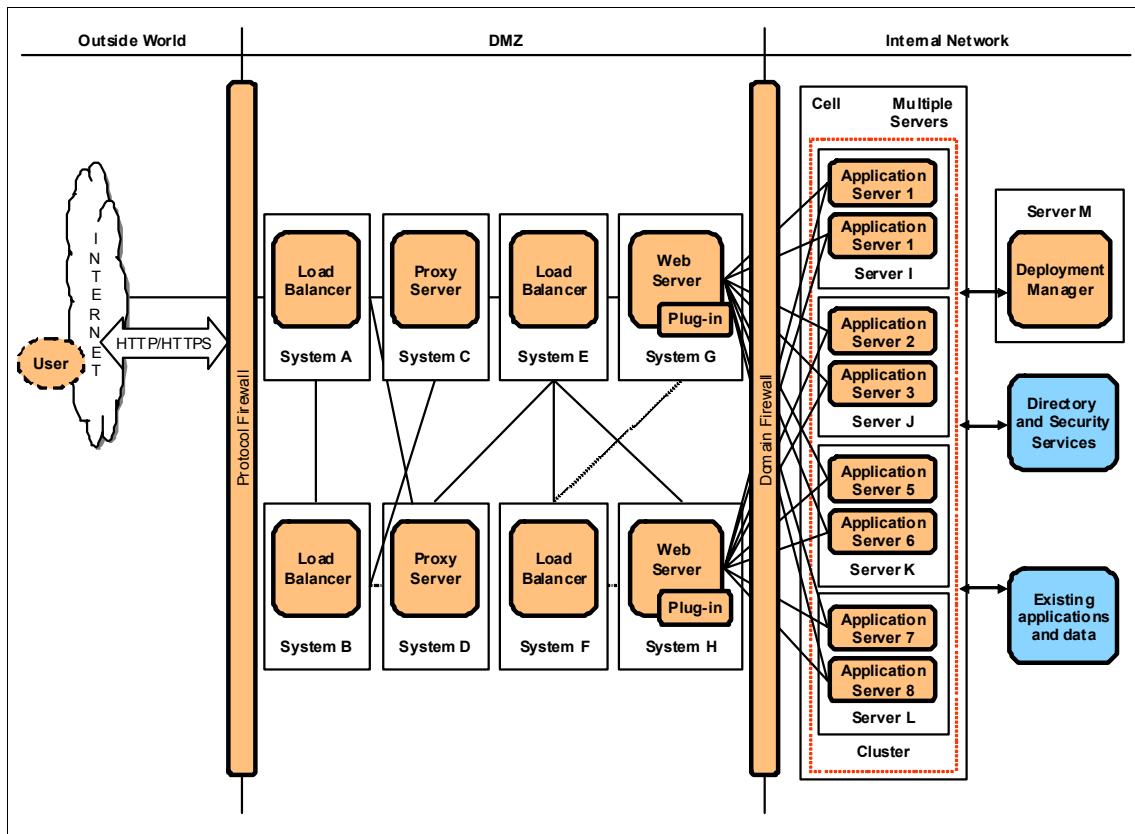 Outside World
DMZ
Internal Network
INTERNET
User
HTTP/HTTPS
Protocol Firewall
Load
Balancer
System A
Proxy
Server
System C
Load
Balancer
System E
Web
Server
Plug-in
System G
Load
Balancer
System B
Proxy
Server
System D
Load
Balancer
System F
Web
Server
Plug-in
System H
Domain Firewall
Cell
Multiple
Servers
Application
Server 1
Application
Server 1
Server I
Application
Server 2
Application
Server 3
Server J
Application
Server 5
Application
Server 6
Server K
Application
Server 7
Application
Server 8
Server L
Cluster
Server M
Deployment
Manager
Directory
and Security
Services
Existing
applications
and data